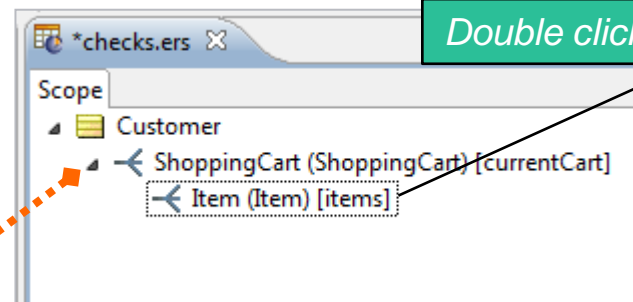 *checks.ers
Double clic
Scope
Customer
ShoppingCart (ShoppingCart) [currentCart]
Item (Item) [items]